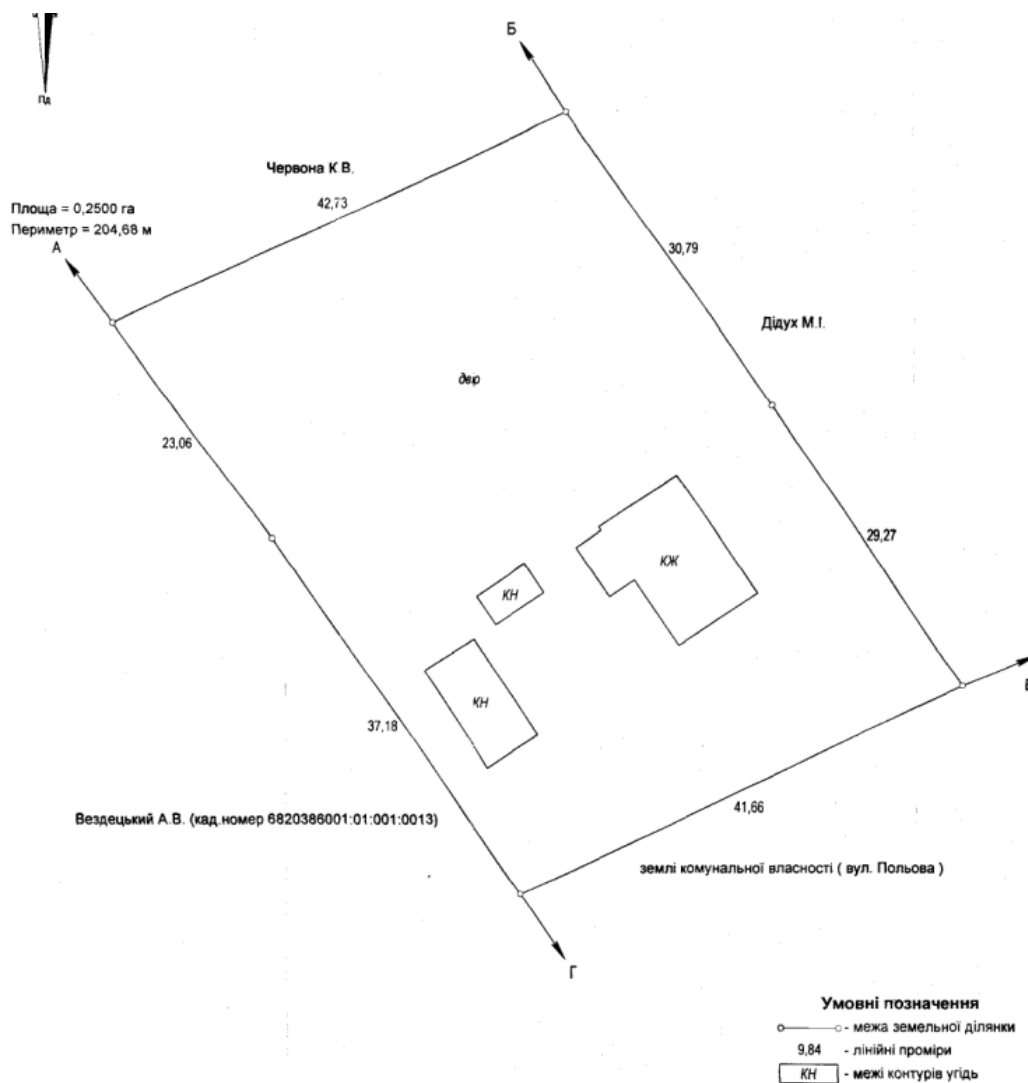 Пд
Б
Червона К В.
42,73
Площа = 0,2500 га
Периметр = 204,68 м
А
30,79
Дідух М.І.
двір
23,06
29,27
КЖ
КН
КН
37,18
41,66
Вездецький А.В. (кад.номер 6820386001:01:001:0013)
землі комунальної власності ( вул. Польова )
Г
Умовні позначення
- межа земельної ділянки
9,84 - лінійні проміри
КН - межі контурів угідь